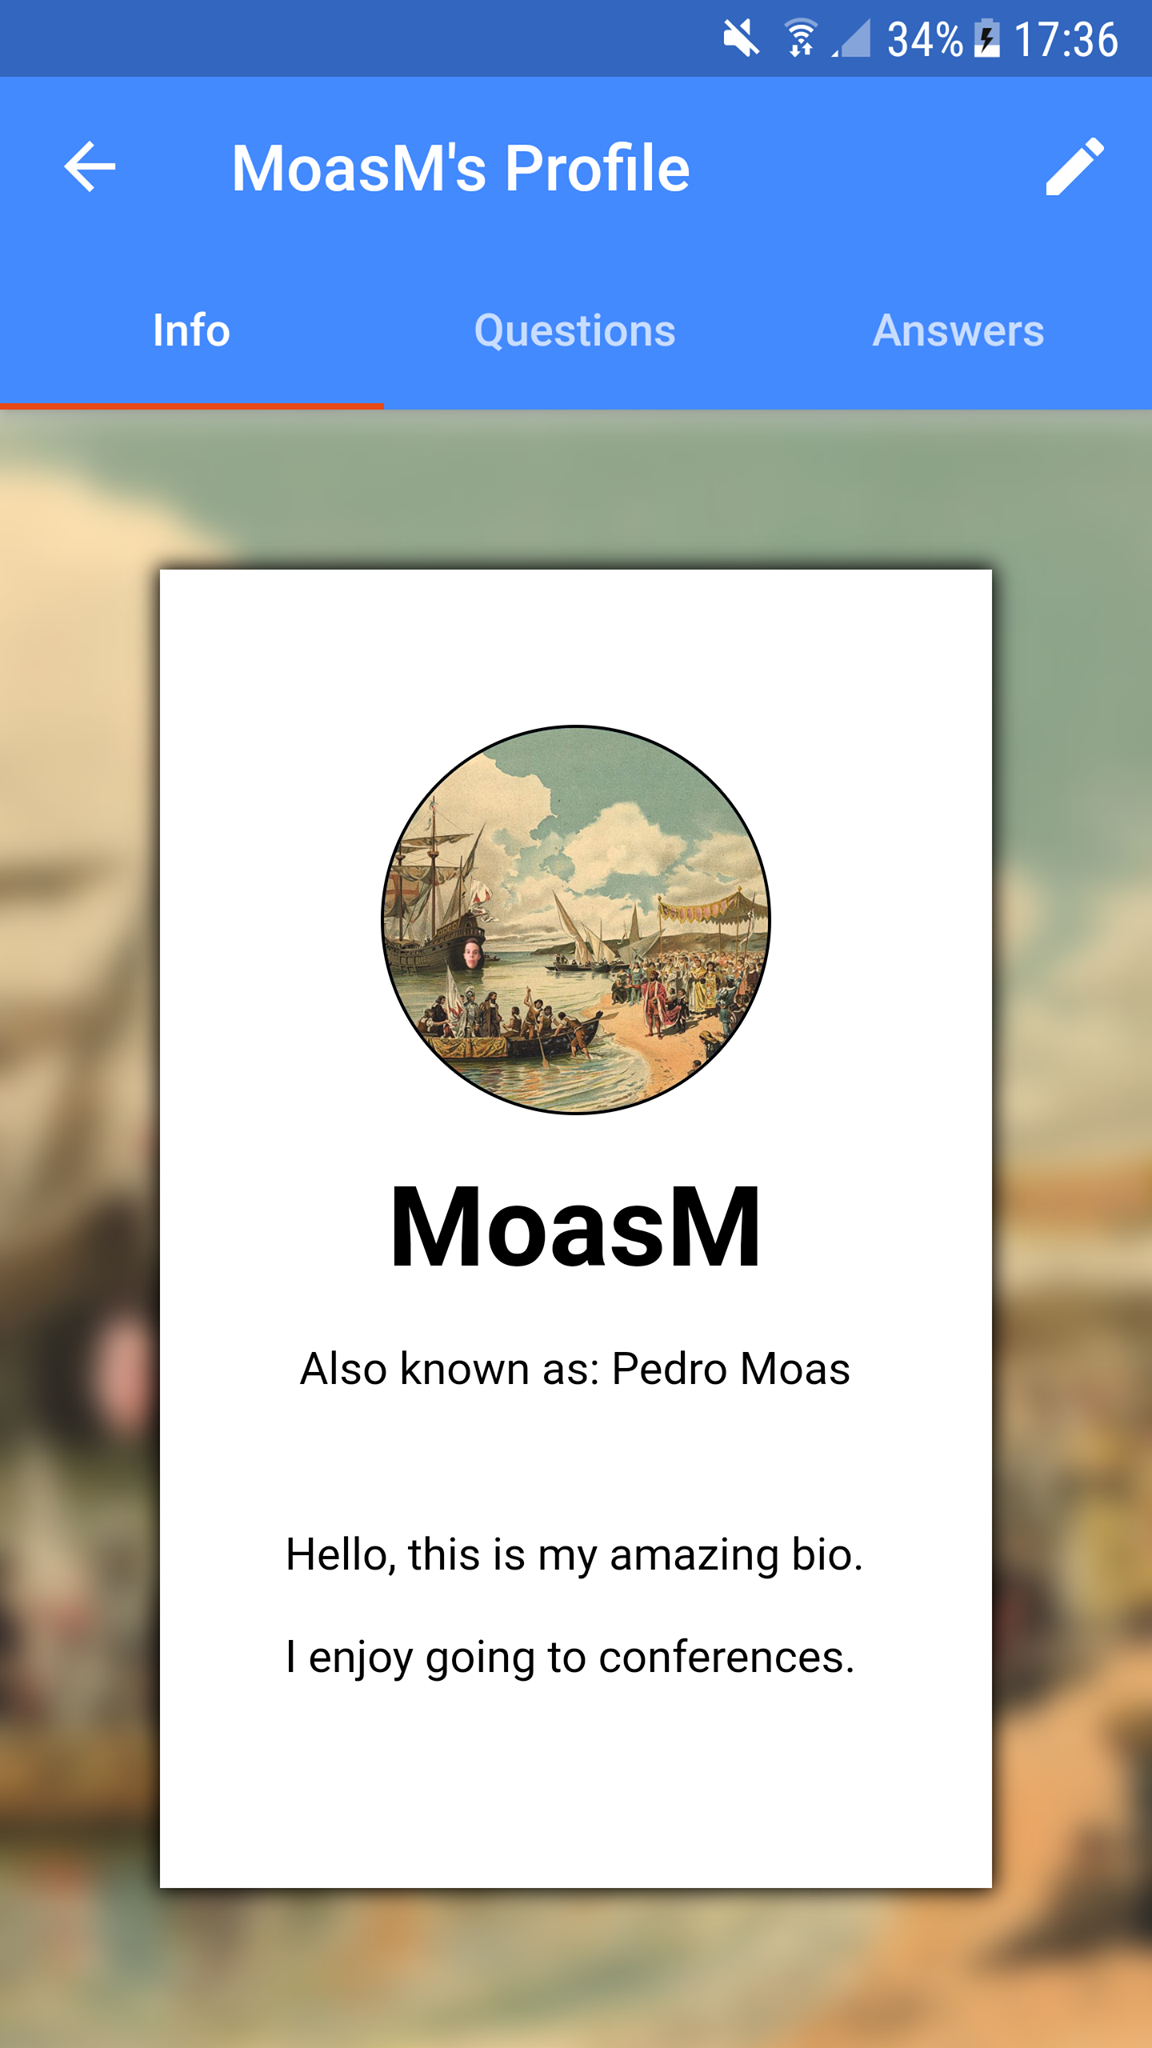 34% 17:36
MoasM's Profile
Info Questions Answers
MoasM
Also known as: Pedro Moas
Hello, this is my amazing bio.
I enjoy going to conferences.